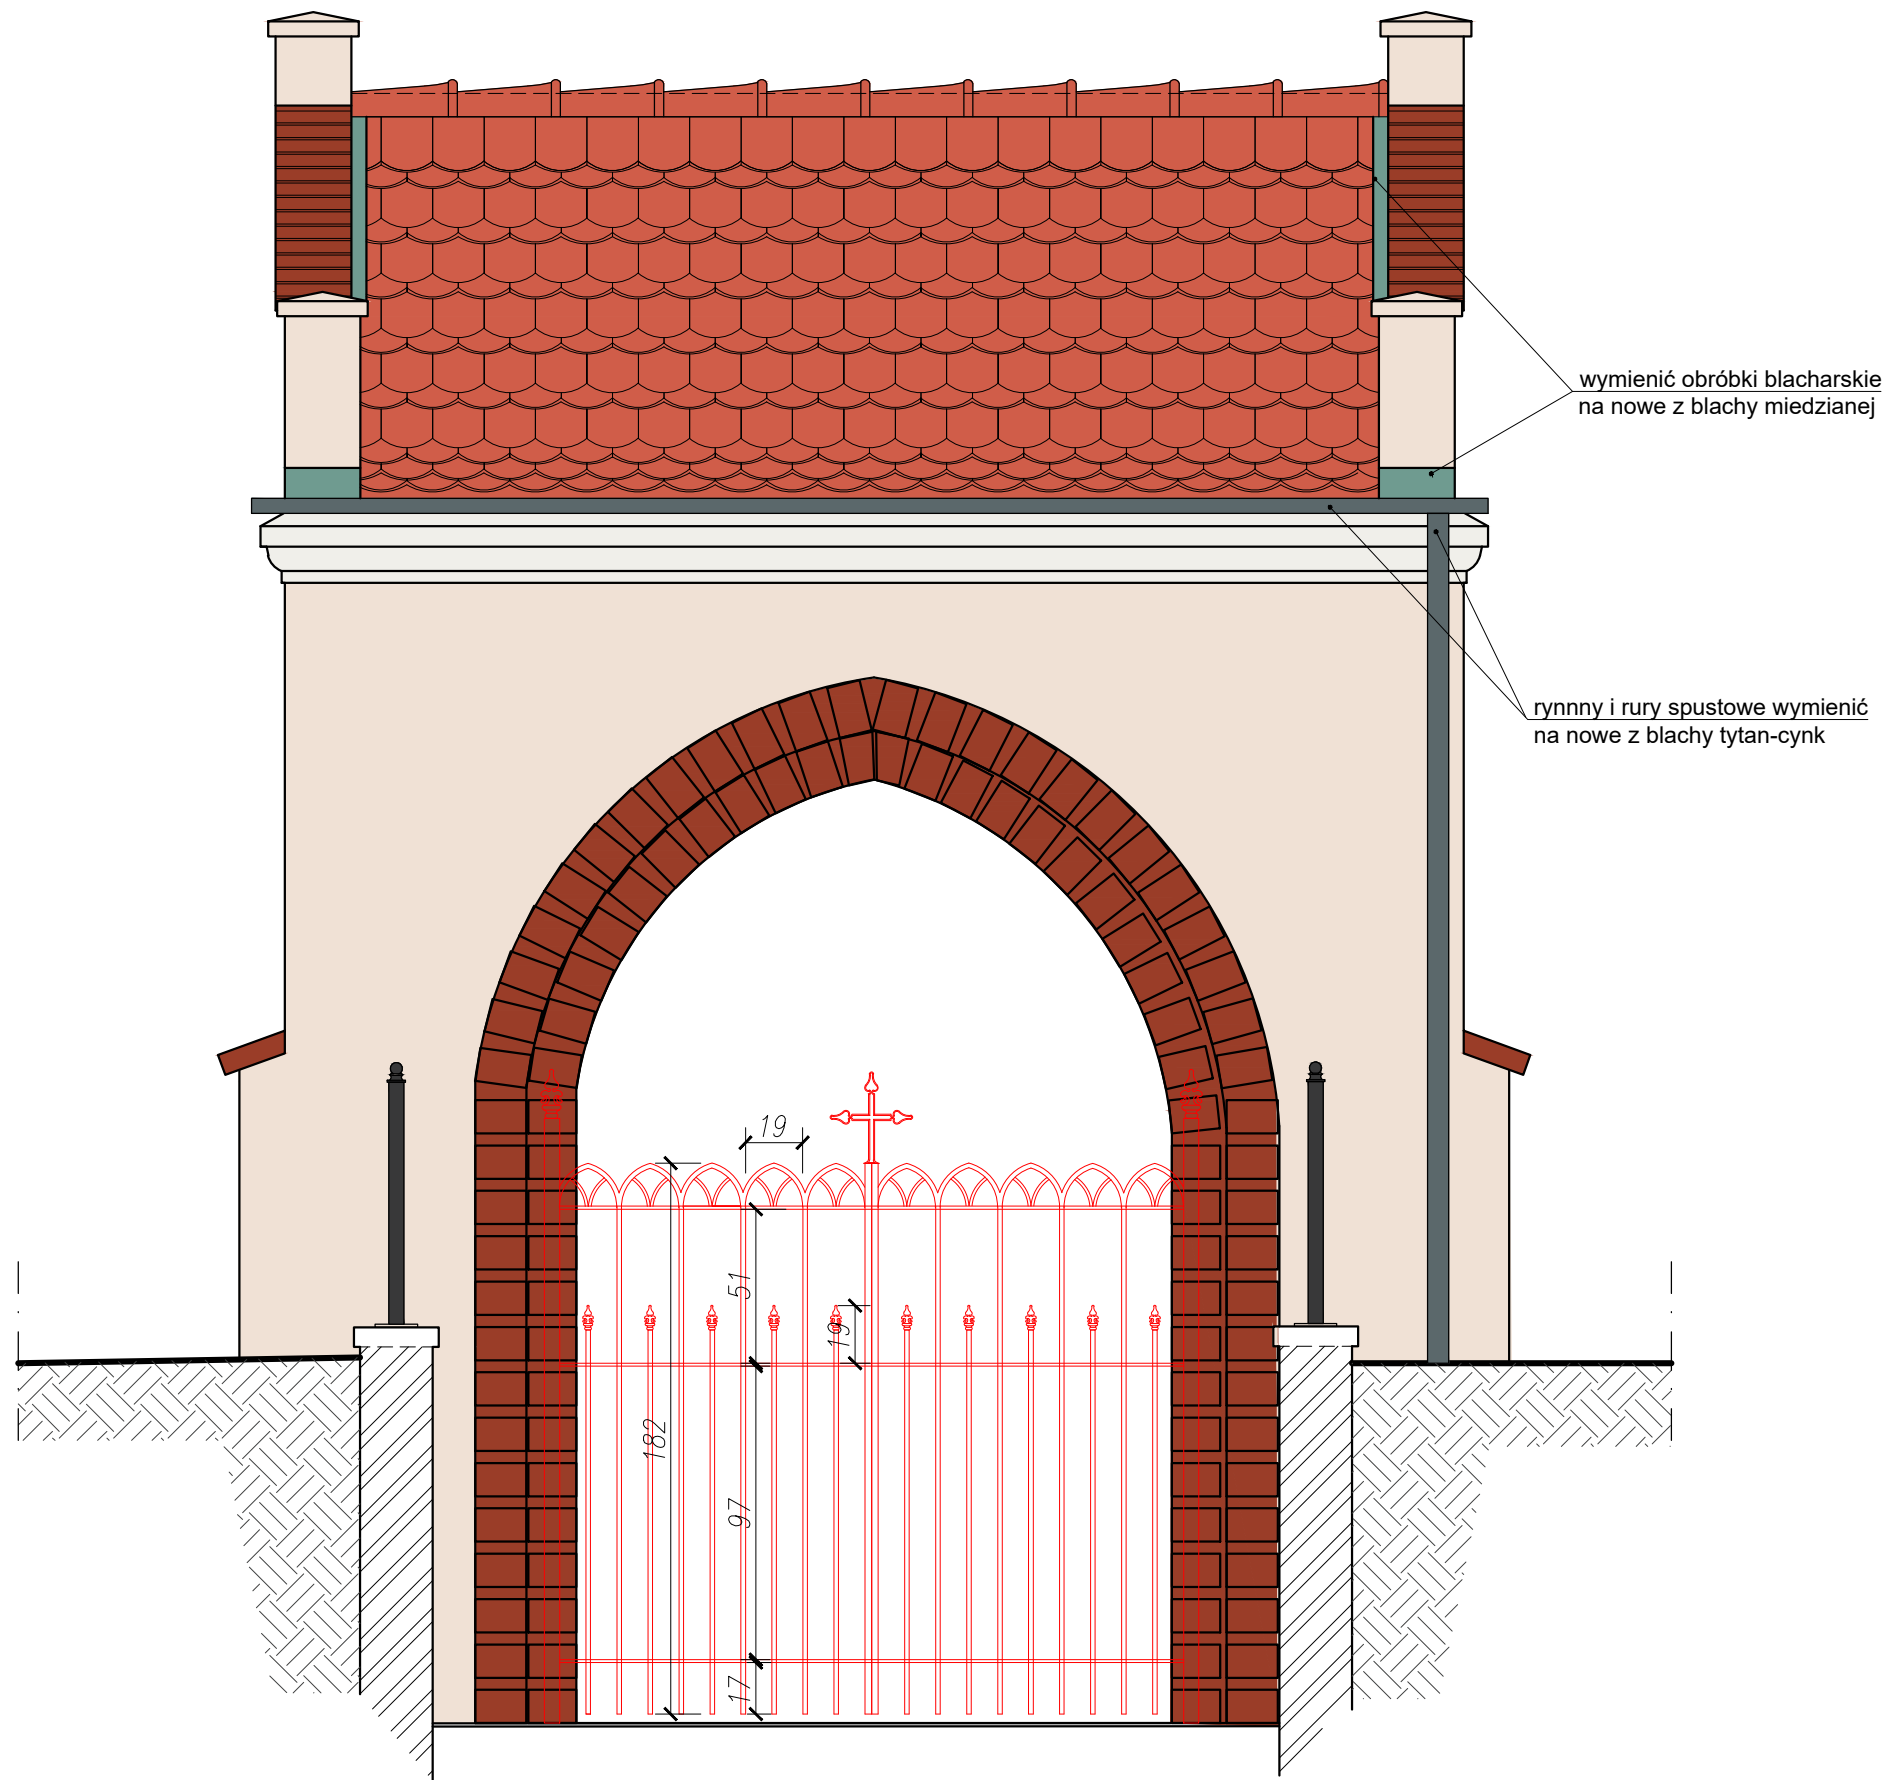 wymienić obróbki blacharskie
na nowe z blachy miedzianej
rynnny i rury spustowe wymienić
na nowe z blachy tytan-cynk
19
51
19
182
97
17